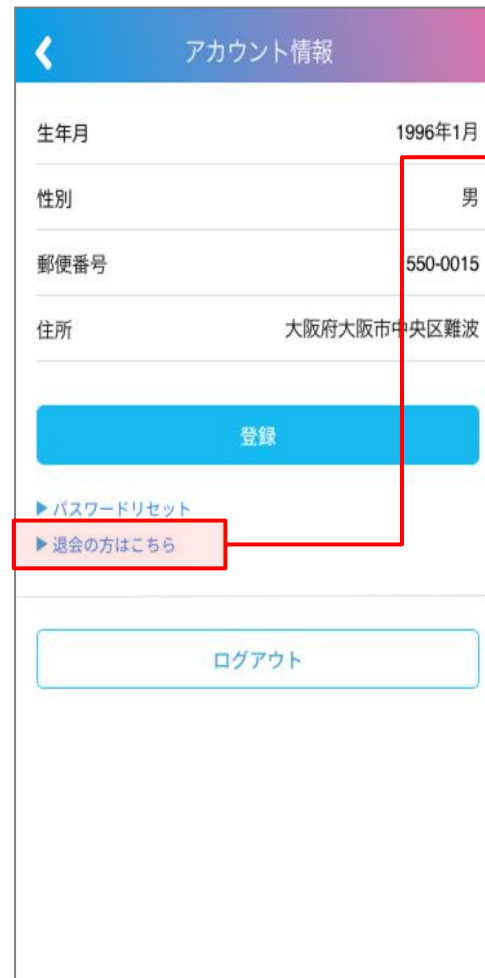 アカウント情報
生年月 1996年1月
性別 男
郵便番号 550-0015
住所 大阪府大阪市中央区難波
登録
▶パスワードリセット
▶退会の方はこちら
ログアウト